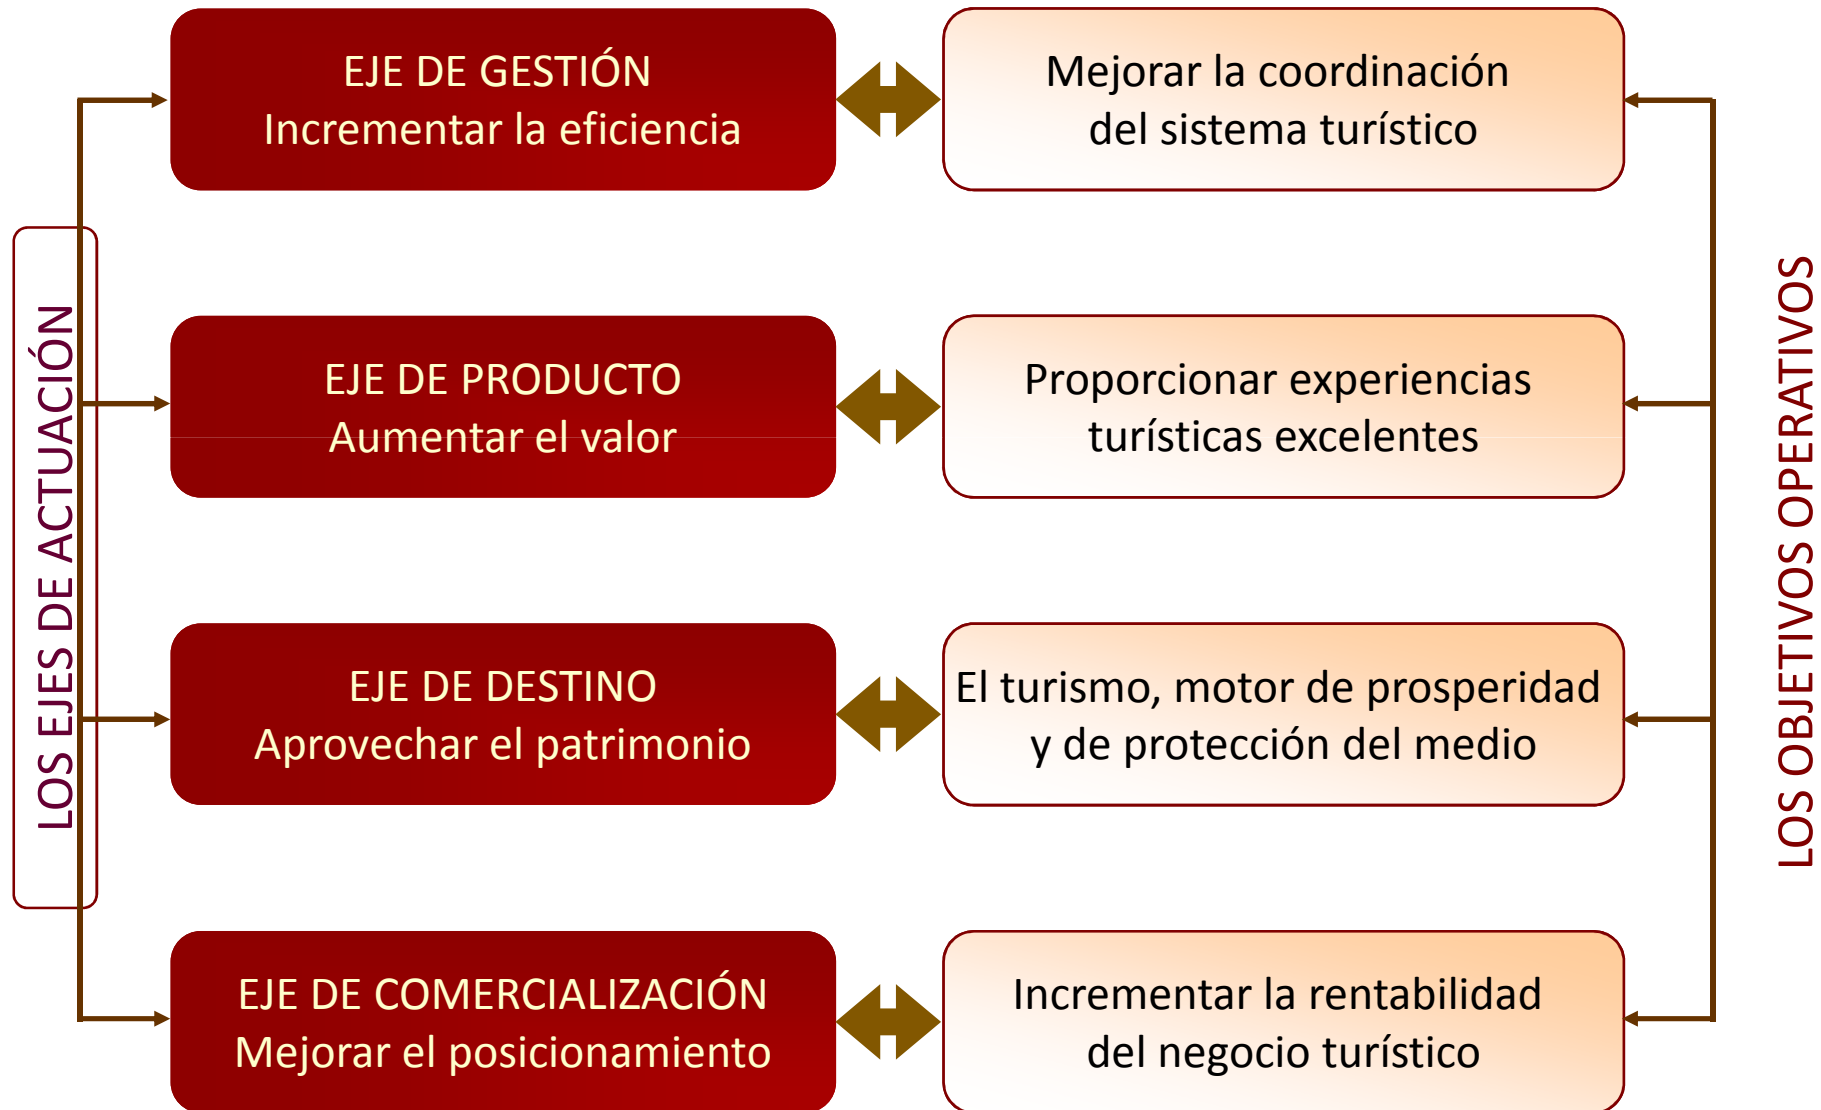 LOS EJES DE ACTUACIÓN
EJE DE GESTIÓN
Incrementar la eficiencia
Mejorar la coordinación
del sistema turístico
EJE DE PRODUCTO
Aumentar el valor
Proporcionar experiencias
turísticas excelentes
EJE DE DESTINO
Aprovechar el patrimonio
El turismo, motor de prosperidad
y de protección del medio
EJE DE COMERCIALIZACIÓN
Mejorar el posicionamiento
Incrementar la rentabilidad
del negocio turístico
LOS OBJETIVOS OPERATIVOS